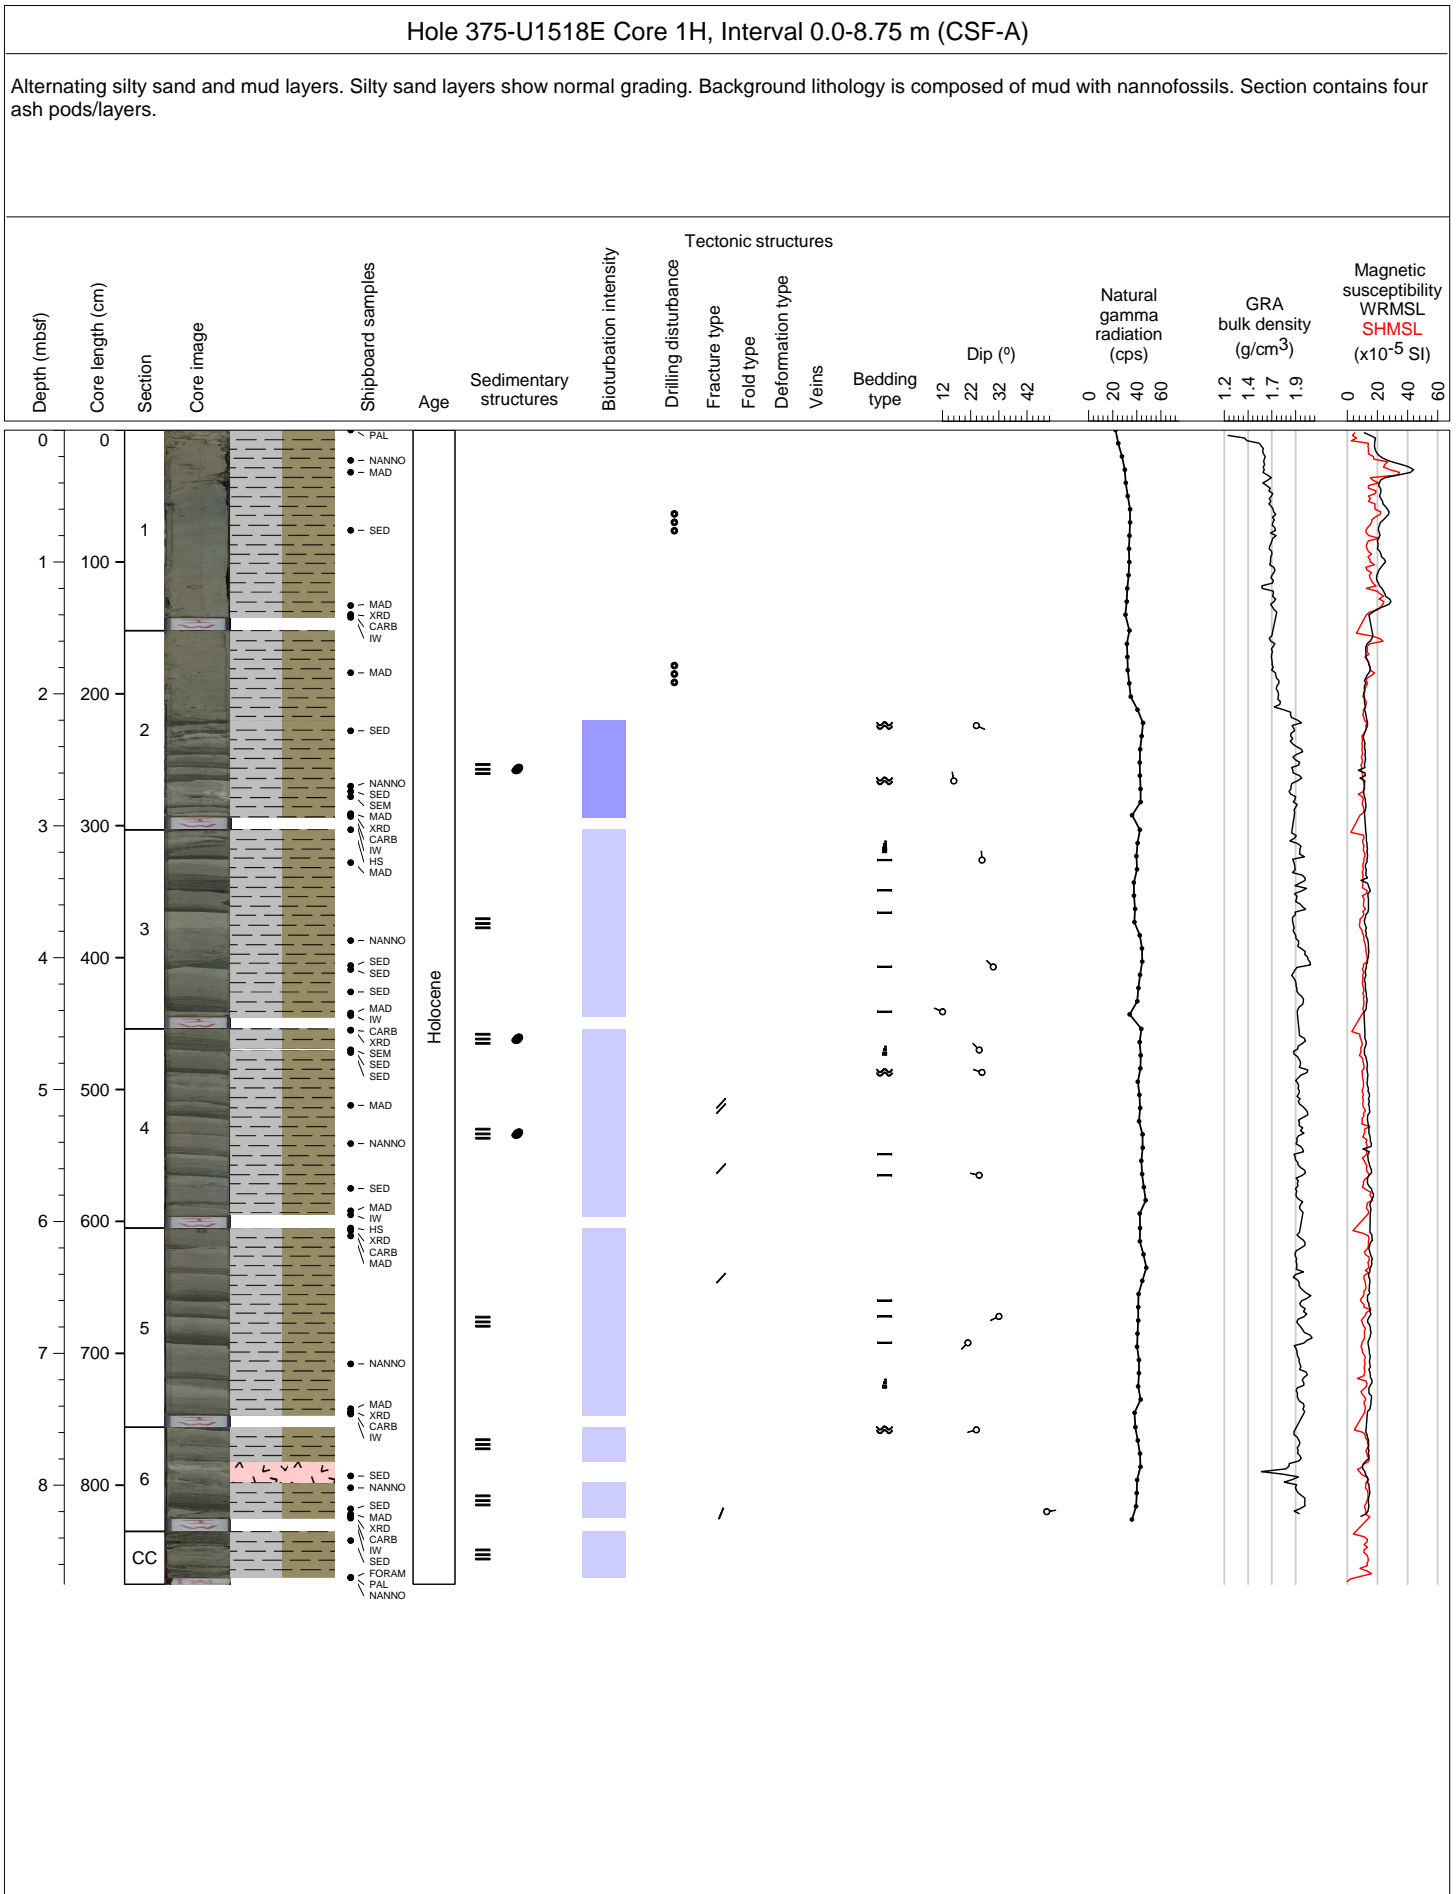 Hole 375-U1518E Core 1H, Interval 0.0-8.75 m (CSF-A)
Alternating silty sand and mud layers. Silty sand layers show normal grading. Background lithology is composed of mud with nannofossils. Section contains four
ash pods/layers.
Depth (mbsf)
Core length (cm)
Section
Core image
Shipboard samples
Age
Sedimentary
structures
Bioturbation intensity
Drilling disturbance
Tectonic structures
Fracture type
Fold type
Deformation type
Veins
Bedding
type
Dip (º)
12 22 32 42
Natural
gamma
radiation
(cps)
0 20 40 60
GRA
bulk density
(g/cm3)
1.2 1.4 1.7 1.9
Magnetic
susceptibility
WRMSL
SHMSL
(x10-5 SI)
0 20 40 60
0
1
2
3
4
5
6
7
8
0
100
200
300
400
500
600
700
800
1
2
3
4
5
6
CC
PAL
NANNO
MAD
SED
MAD
XRD
CARB
IW
MAD
SED
NANNO
SED
SEM
MAD
XRD
CARB
IW
HS
MAD
NANNO
SED
SED
SED
MAD
IW
CARB
XRD
SEM
SED
SED
MAD
NANNO
SED
MAD
IW
HS
XRD
CARB
MAD
NANNO
MAD
XRD
CARB
IW
SED
NANNO
SED
MAD
XRD
CARB
IW
SED
FORAM
PAL
NANNO
Holocene